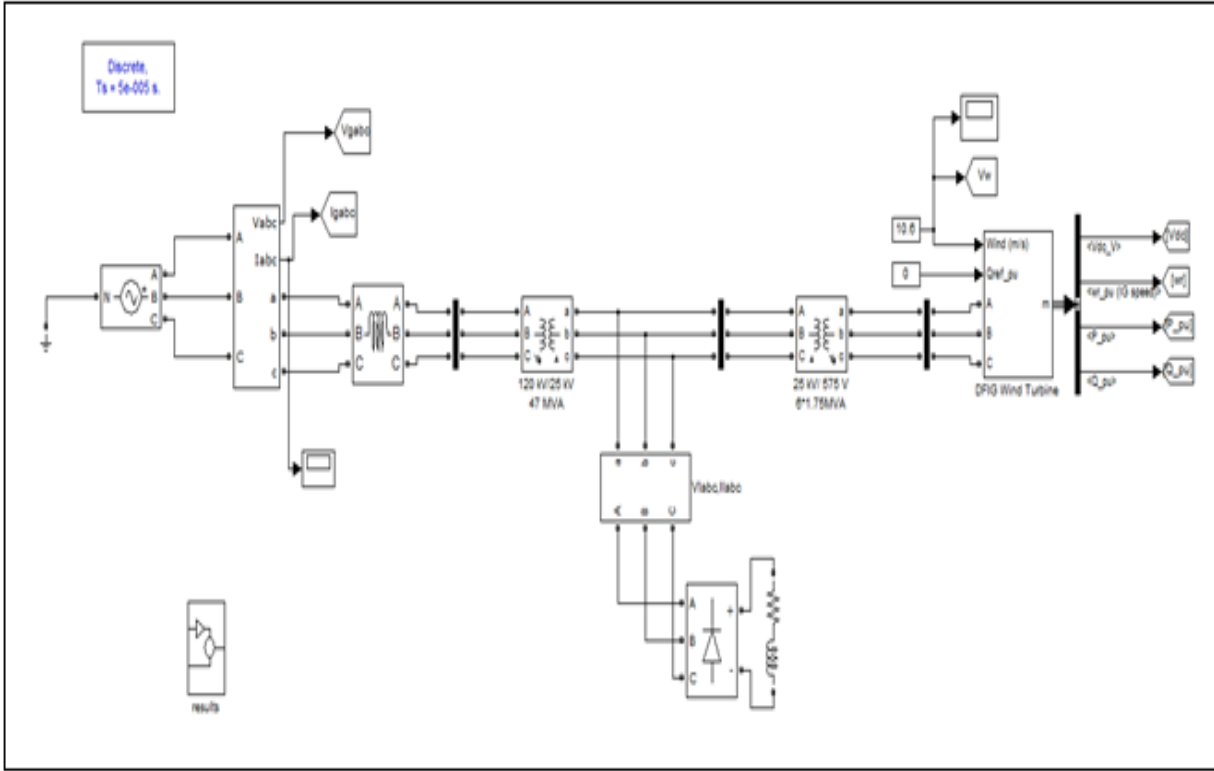 Discrete,
Ts = 5e-005 s.
Vgabc
Igabc
Vabc
Iabc
A
B
C
a
b
c
N
A
B
C
A
B
C
A
B
C
A
B
C
a
b
c
120 kV/25 kV
47 MVA
A
B
C
a
b
c
25 kV/ 575 V
6*1.75MVA
Vw
10.6
0
Wind (m/s)
Qref_pu
A
B
C
m
DFIG Wind Turbine
<Vdc_V>
[Vdc]
<wr_pu (IG speed)>
[wr]
<P_pu>
[P_pu]
<Q_pu>
[Q_pu]
a
b
c
A
B
C
VIabc,IIabc
A
B
C
+
-
results